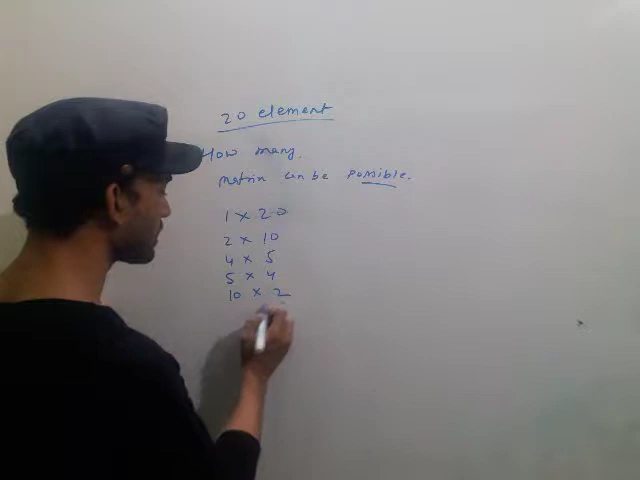 20 element
How many
matrix can be possible.
1 × 20
2 × 10
4 × 5
5 × 4
10 × 2